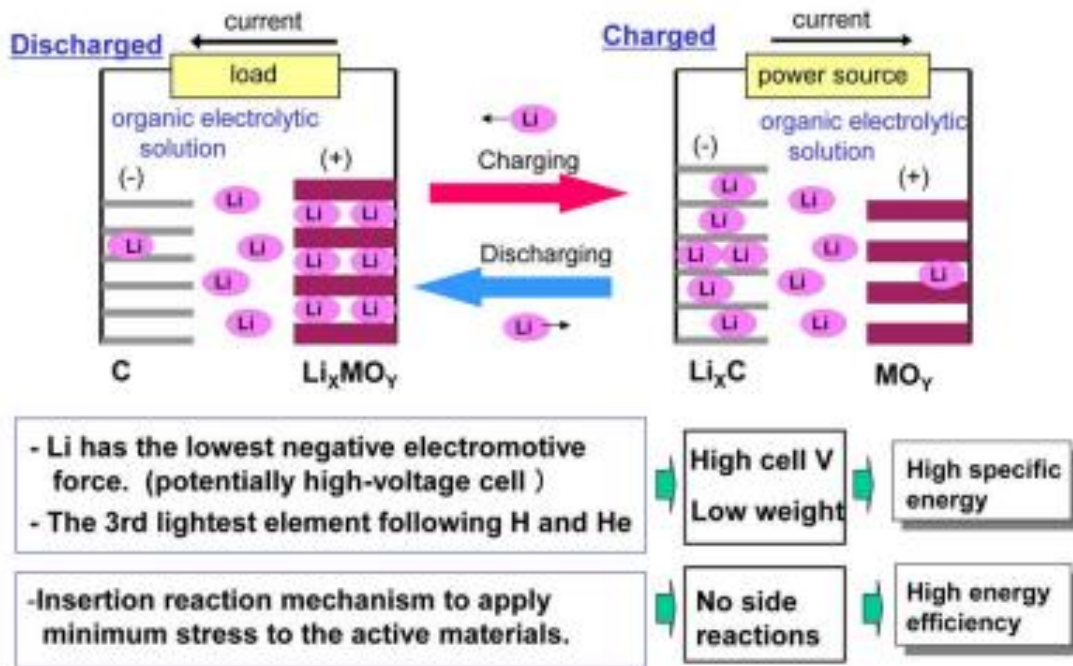 current
Discharged
load
organic electrolytic
solution
(-)
(+)
Li
Li Li
Li
Li
Li Li
Li
Li Li
Li
C
LiXMOY
Li
Charging
Discharging
Li
current
Charged
power source
organic electrolytic
solution
(-)
(+)
Li
Li
Li
Li Li
Li
Li
Li
Li
Li
Li
LiXC
MOY
- Li has the lowest negative electromotive
force. (potentially high-voltage cell )
- The 3rd lightest element following H and He
High cell V
Low weight
High specific
energy
-Insertion reaction mechanism to apply
minimum stress to the active materials.
No side
reactions
High energy
efficiency